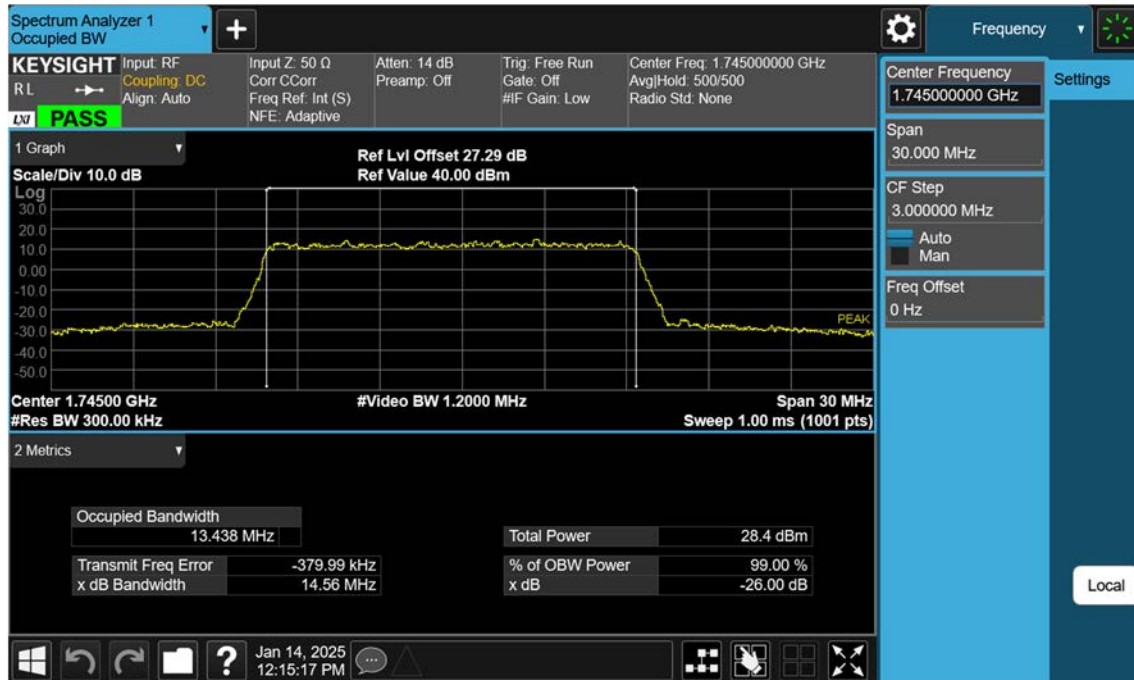 Spectrum Analyzer 1
Occupied BW
+
Frequency
KEYSIGHT
R L
LXI
PASS
Input: RF
Coupling: DC
Align: Auto
Input Z: 50 Ω
Corr CCorr
Freq Ref: Int (S)
NFE: Adaptive
Atten: 14 dB
Preamp: Off
Trig: Free Run
Gate: Off
#IF Gain: Low
Center Freq: 1.745000000 GHz
Avg|Hold: 500/500
Radio Std: None
Center Frequency
1.745000000 GHz
Settings
Span
30.000 MHz
CF Step
3.000000 MHz
Auto
Man
Freq Offset
0 Hz
Local
1 Graph
Scale/Div 10.0 dB
Ref Lvl Offset 27.29 dB
Ref Value 40.00 dBm
Log
30.0
20.0
10.0
0.00
-10.0
-20.0
-30.0
-40.0
-50.0
PEAK
Center 1.74500 GHz
#Video BW 1.2000 MHz
Span 30 MHz
#Res BW 300.00 kHz
Sweep 1.00 ms (1001 pts)
2 Metrics
Occupied Bandwidth
13.438 MHz
Total Power 28.4 dBm
Transmit Freq Error -379.99 kHz
% of OBW Power 99.00 %
x dB Bandwidth 14.56 MHz
x dB -26.00 dB
?
Jan 14, 2025
12:15:17 PM